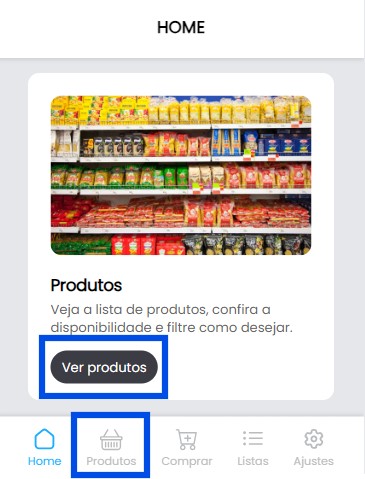 HOME
Produtos
Veja a lista de produtos, confira a
disponibilidade e filtre como desejar.
Ver produtos
Home Produtos Comprar Listas Ajustes